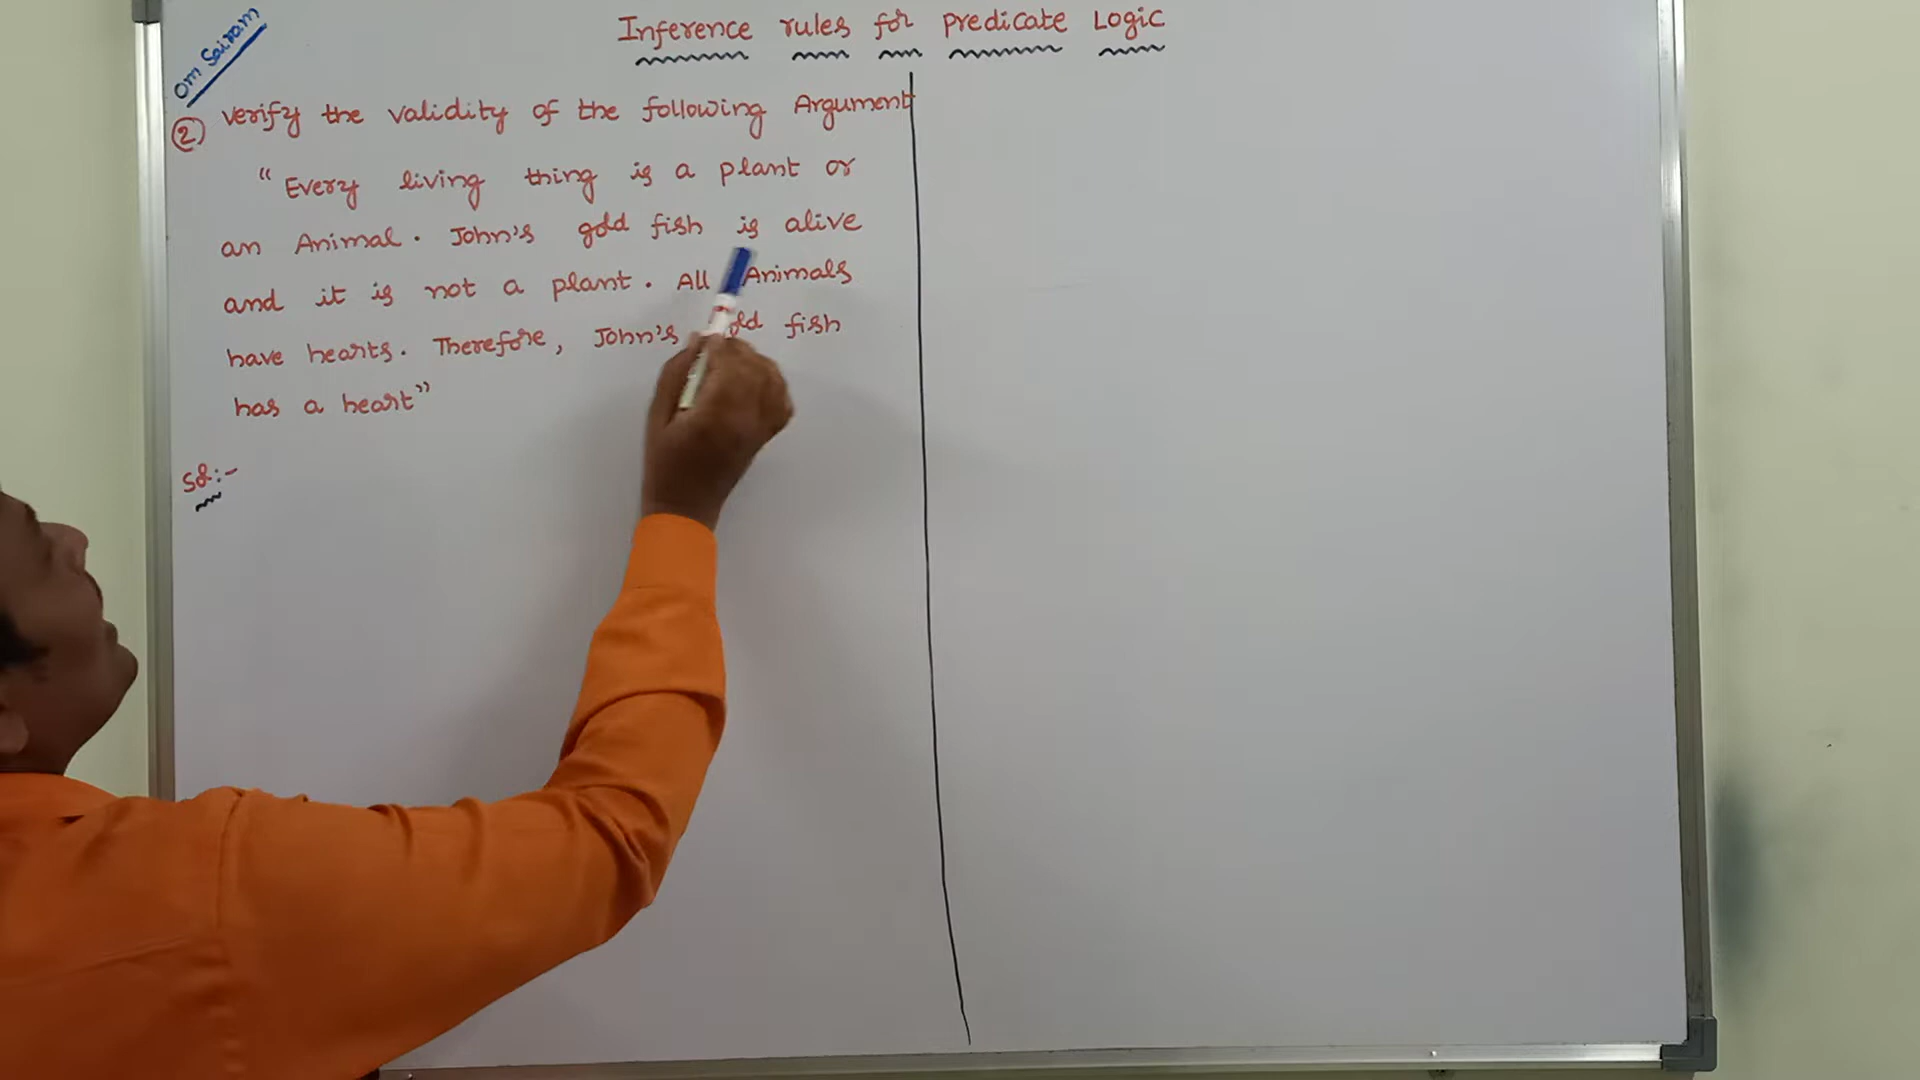 Om Sairam
Inference rules for predicate Logic
② Verify the validity of the following Argument
“Every living thing is a plant or
an Animal. John's gold fish is alive
and it is not a plant. All Animals
have hearts. Therefore, John's fish
has a heart”
Sol:-